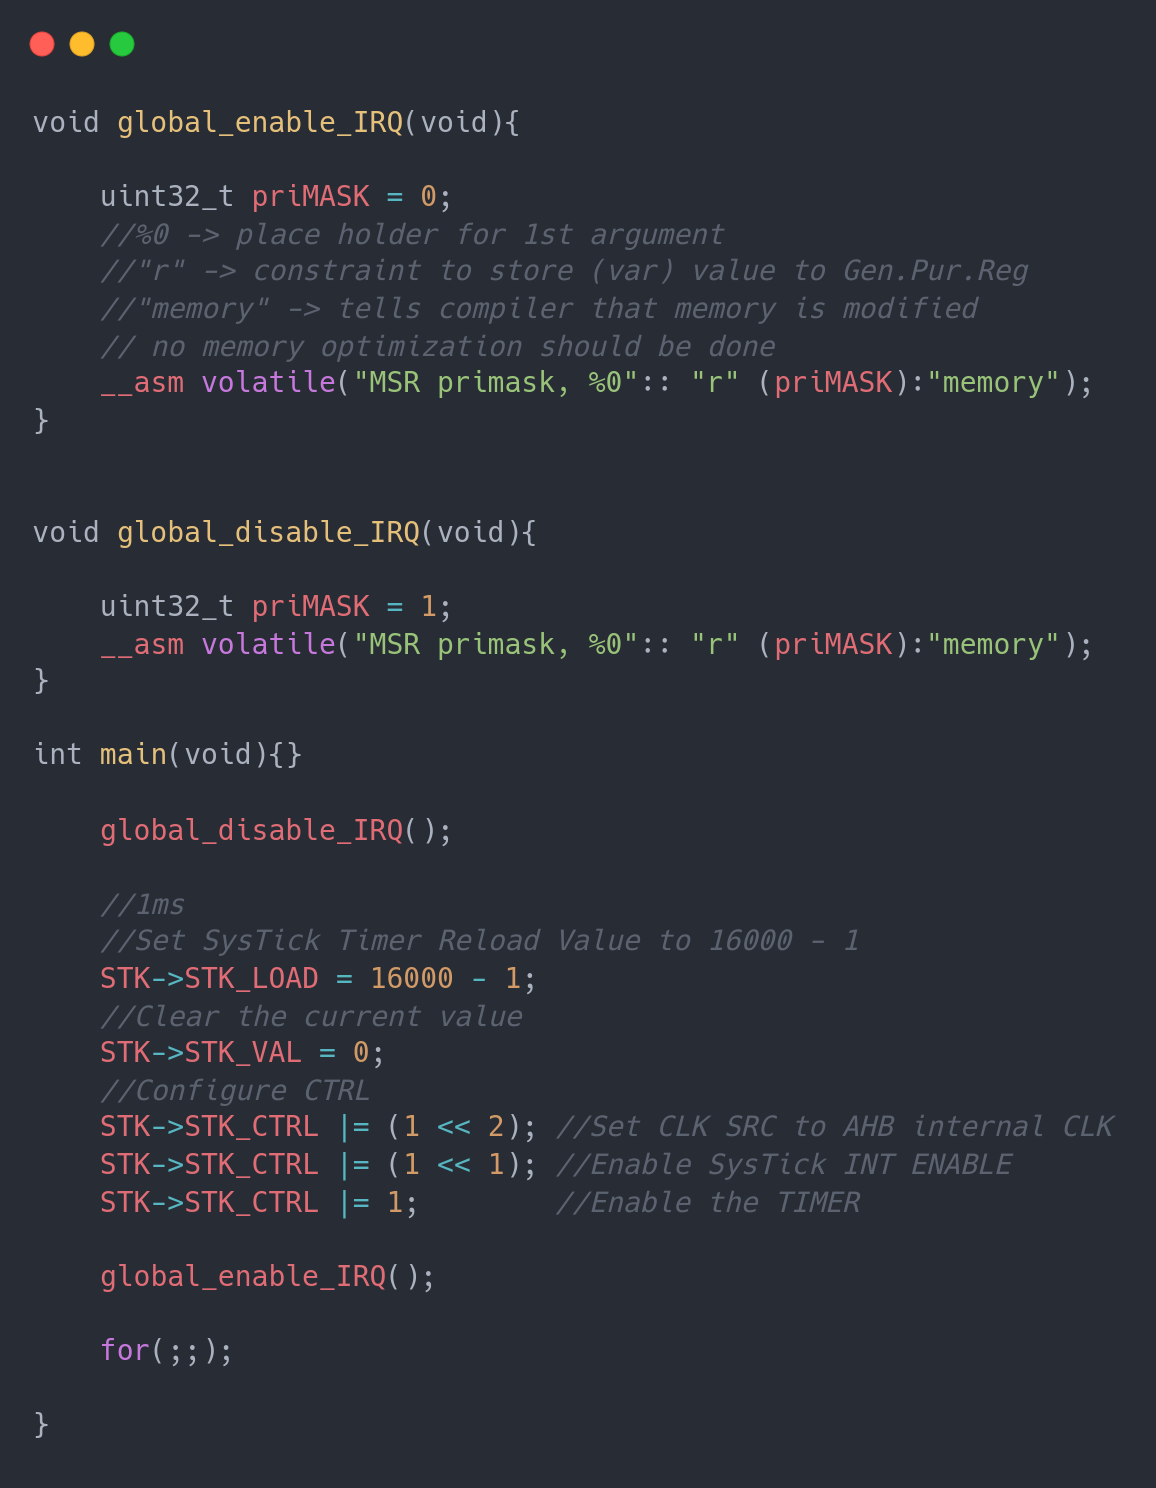 void global_enable_IRQ(void){
    uint32_t priMASK = 0;
    //%0 -> place holder for 1st argument
    //"r" -> constraint to store (var) value to Gen.Pur.Reg
    //"memory" -> tells compiler that memory is modified
    // no memory optimization should be done
    __asm volatile("MSR primask, %0":: "r" (priMASK):"memory");
}
void global_disable_IRQ(void){
    uint32_t priMASK = 1;
    __asm volatile("MSR primask, %0":: "r" (priMASK):"memory");
}
int main(void){}
    global_disable_IRQ();
    //1ms
    //Set SysTick Timer Reload Value to 16000 - 1
    STK->STK_LOAD = 16000 - 1;
    //Clear the current value
    STK->STK_VAL = 0;
    //Configure CTRL
    STK->STK_CTRL |= (1 << 2); //Set CLK SRC to AHB internal CLK
    STK->STK_CTRL |= (1 << 1); //Enable SysTick INT ENABLE
    STK->STK_CTRL |= 1;        //Enable the TIMER
    global_enable_IRQ();
    for(;;);
}